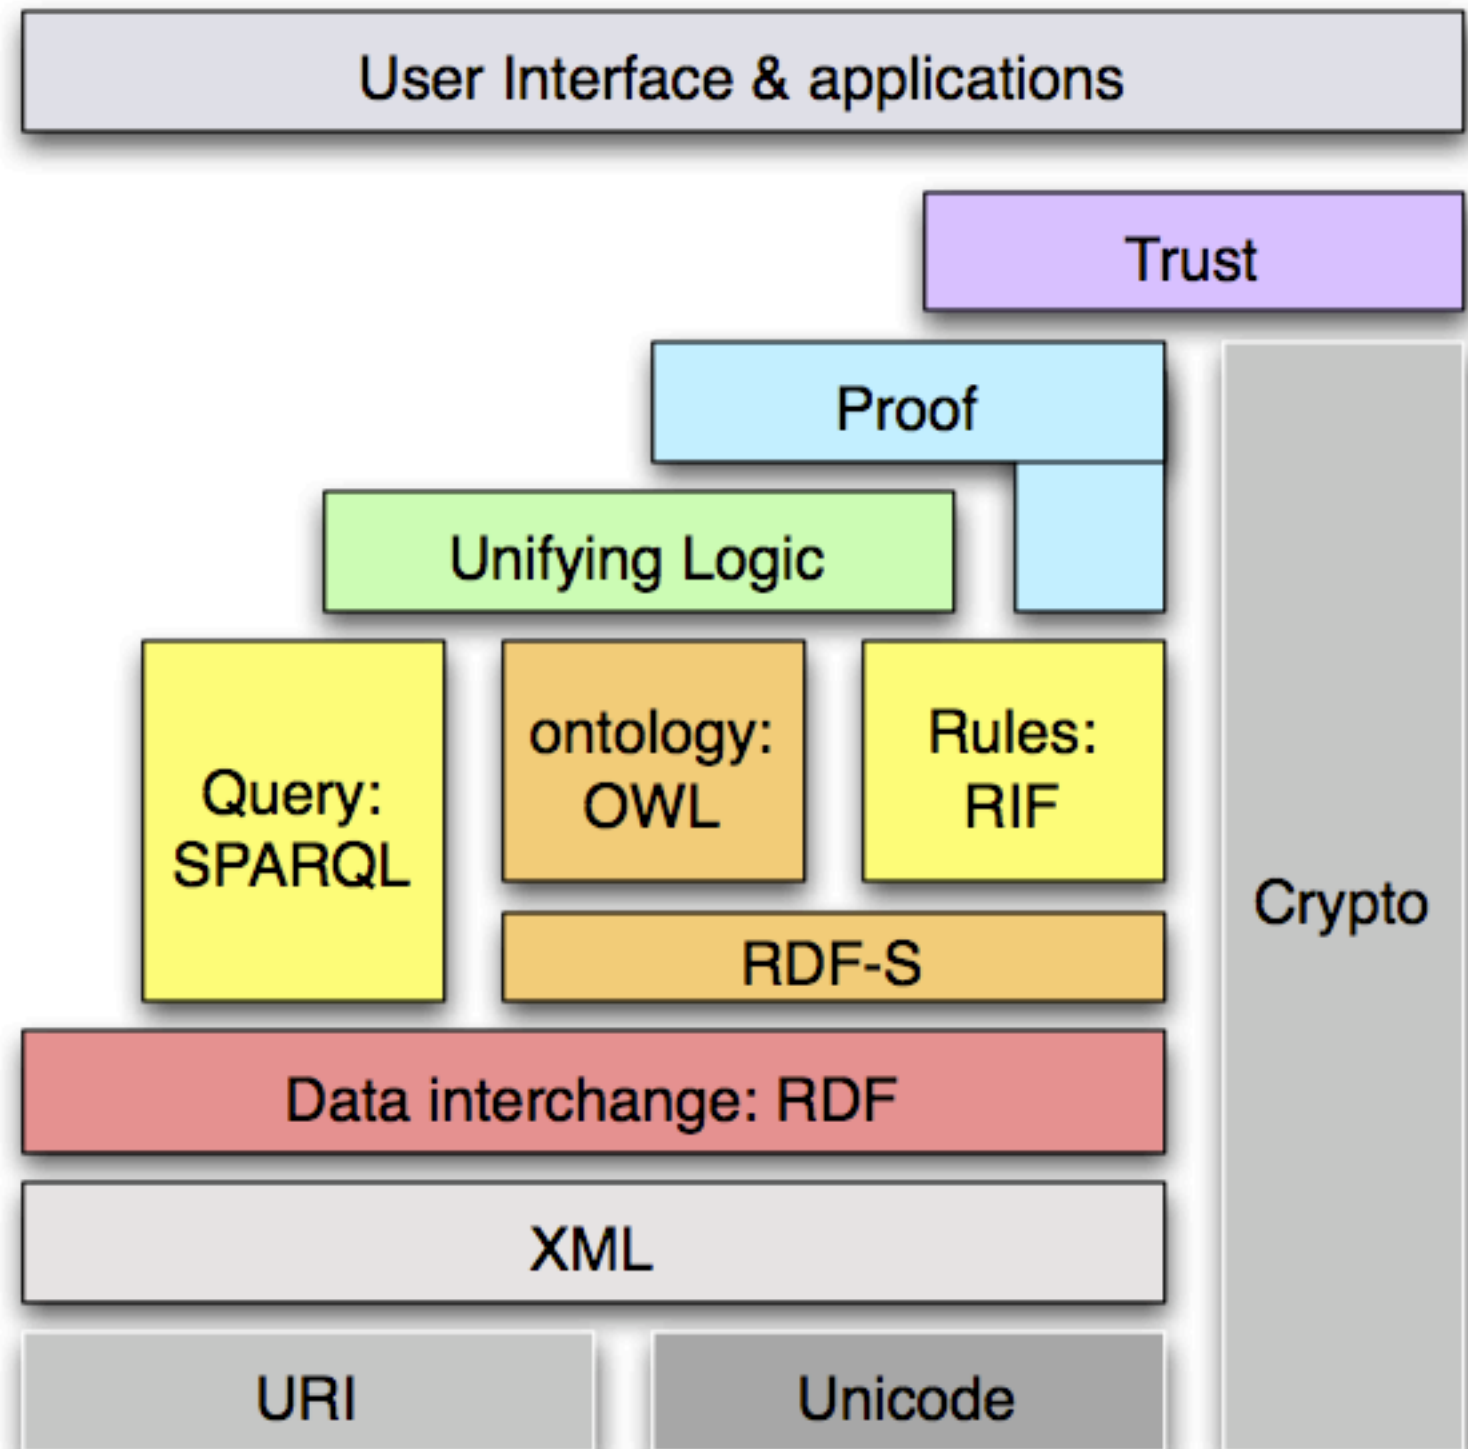 User Interface & applications
Trust
Proof
Unifying Logic
Query:
SPARQL
ontology:
OWL
Rules:
RIF
Crypto
RDF-S
Data interchange: RDF
XML
URI
Unicode